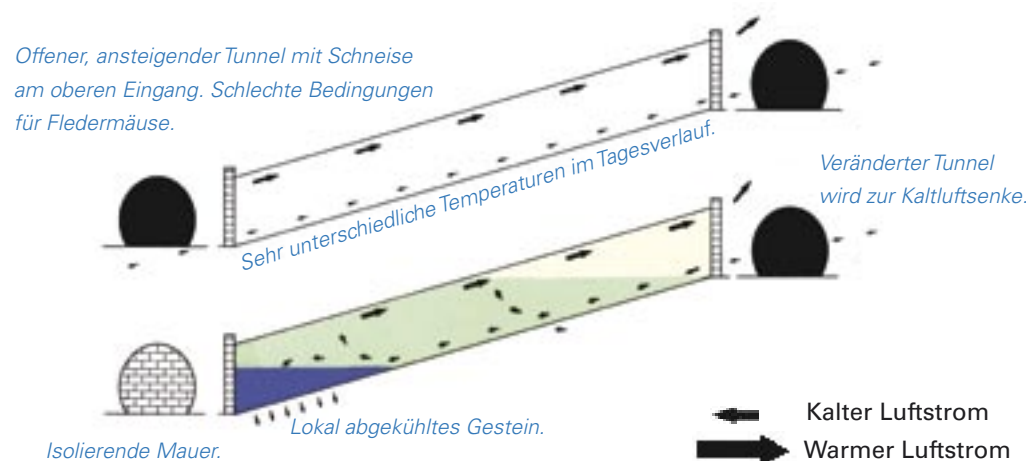 Offener, ansteigender Tunnel mit Schneise
am oberen Eingang. Schlechte Bedingungen
für Fledermäuse.
Sehr unterschiedliche Temperaturen im Tagesverlauf.
Veränderter Tunnel
wird zur Kaltluftsenke.
Lokal abgekühltes Gestein.
Isolierende Mauer.
Kalter Luftstrom
Warmer Luftstrom